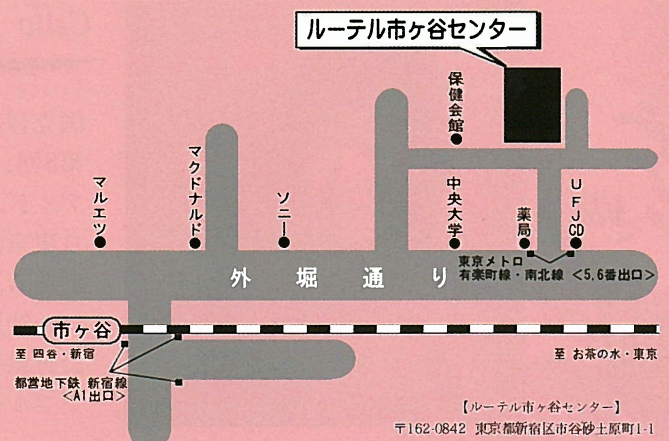 ルーテル市ヶ谷センター
保健会館
マルエツ
マクドナルド
ソニー
中央大学
薬局
UFJCD
東京メトロ
有楽町線・南北線 <5,6番出口>
外堀通り
市ヶ谷
至 四谷・新宿
至 お茶の水・東京
都営地下鉄 新宿線
<A1出口>
【ルーテル市ヶ谷センター】
〒162-0842 東京都新宿区市谷砂土原町1-1